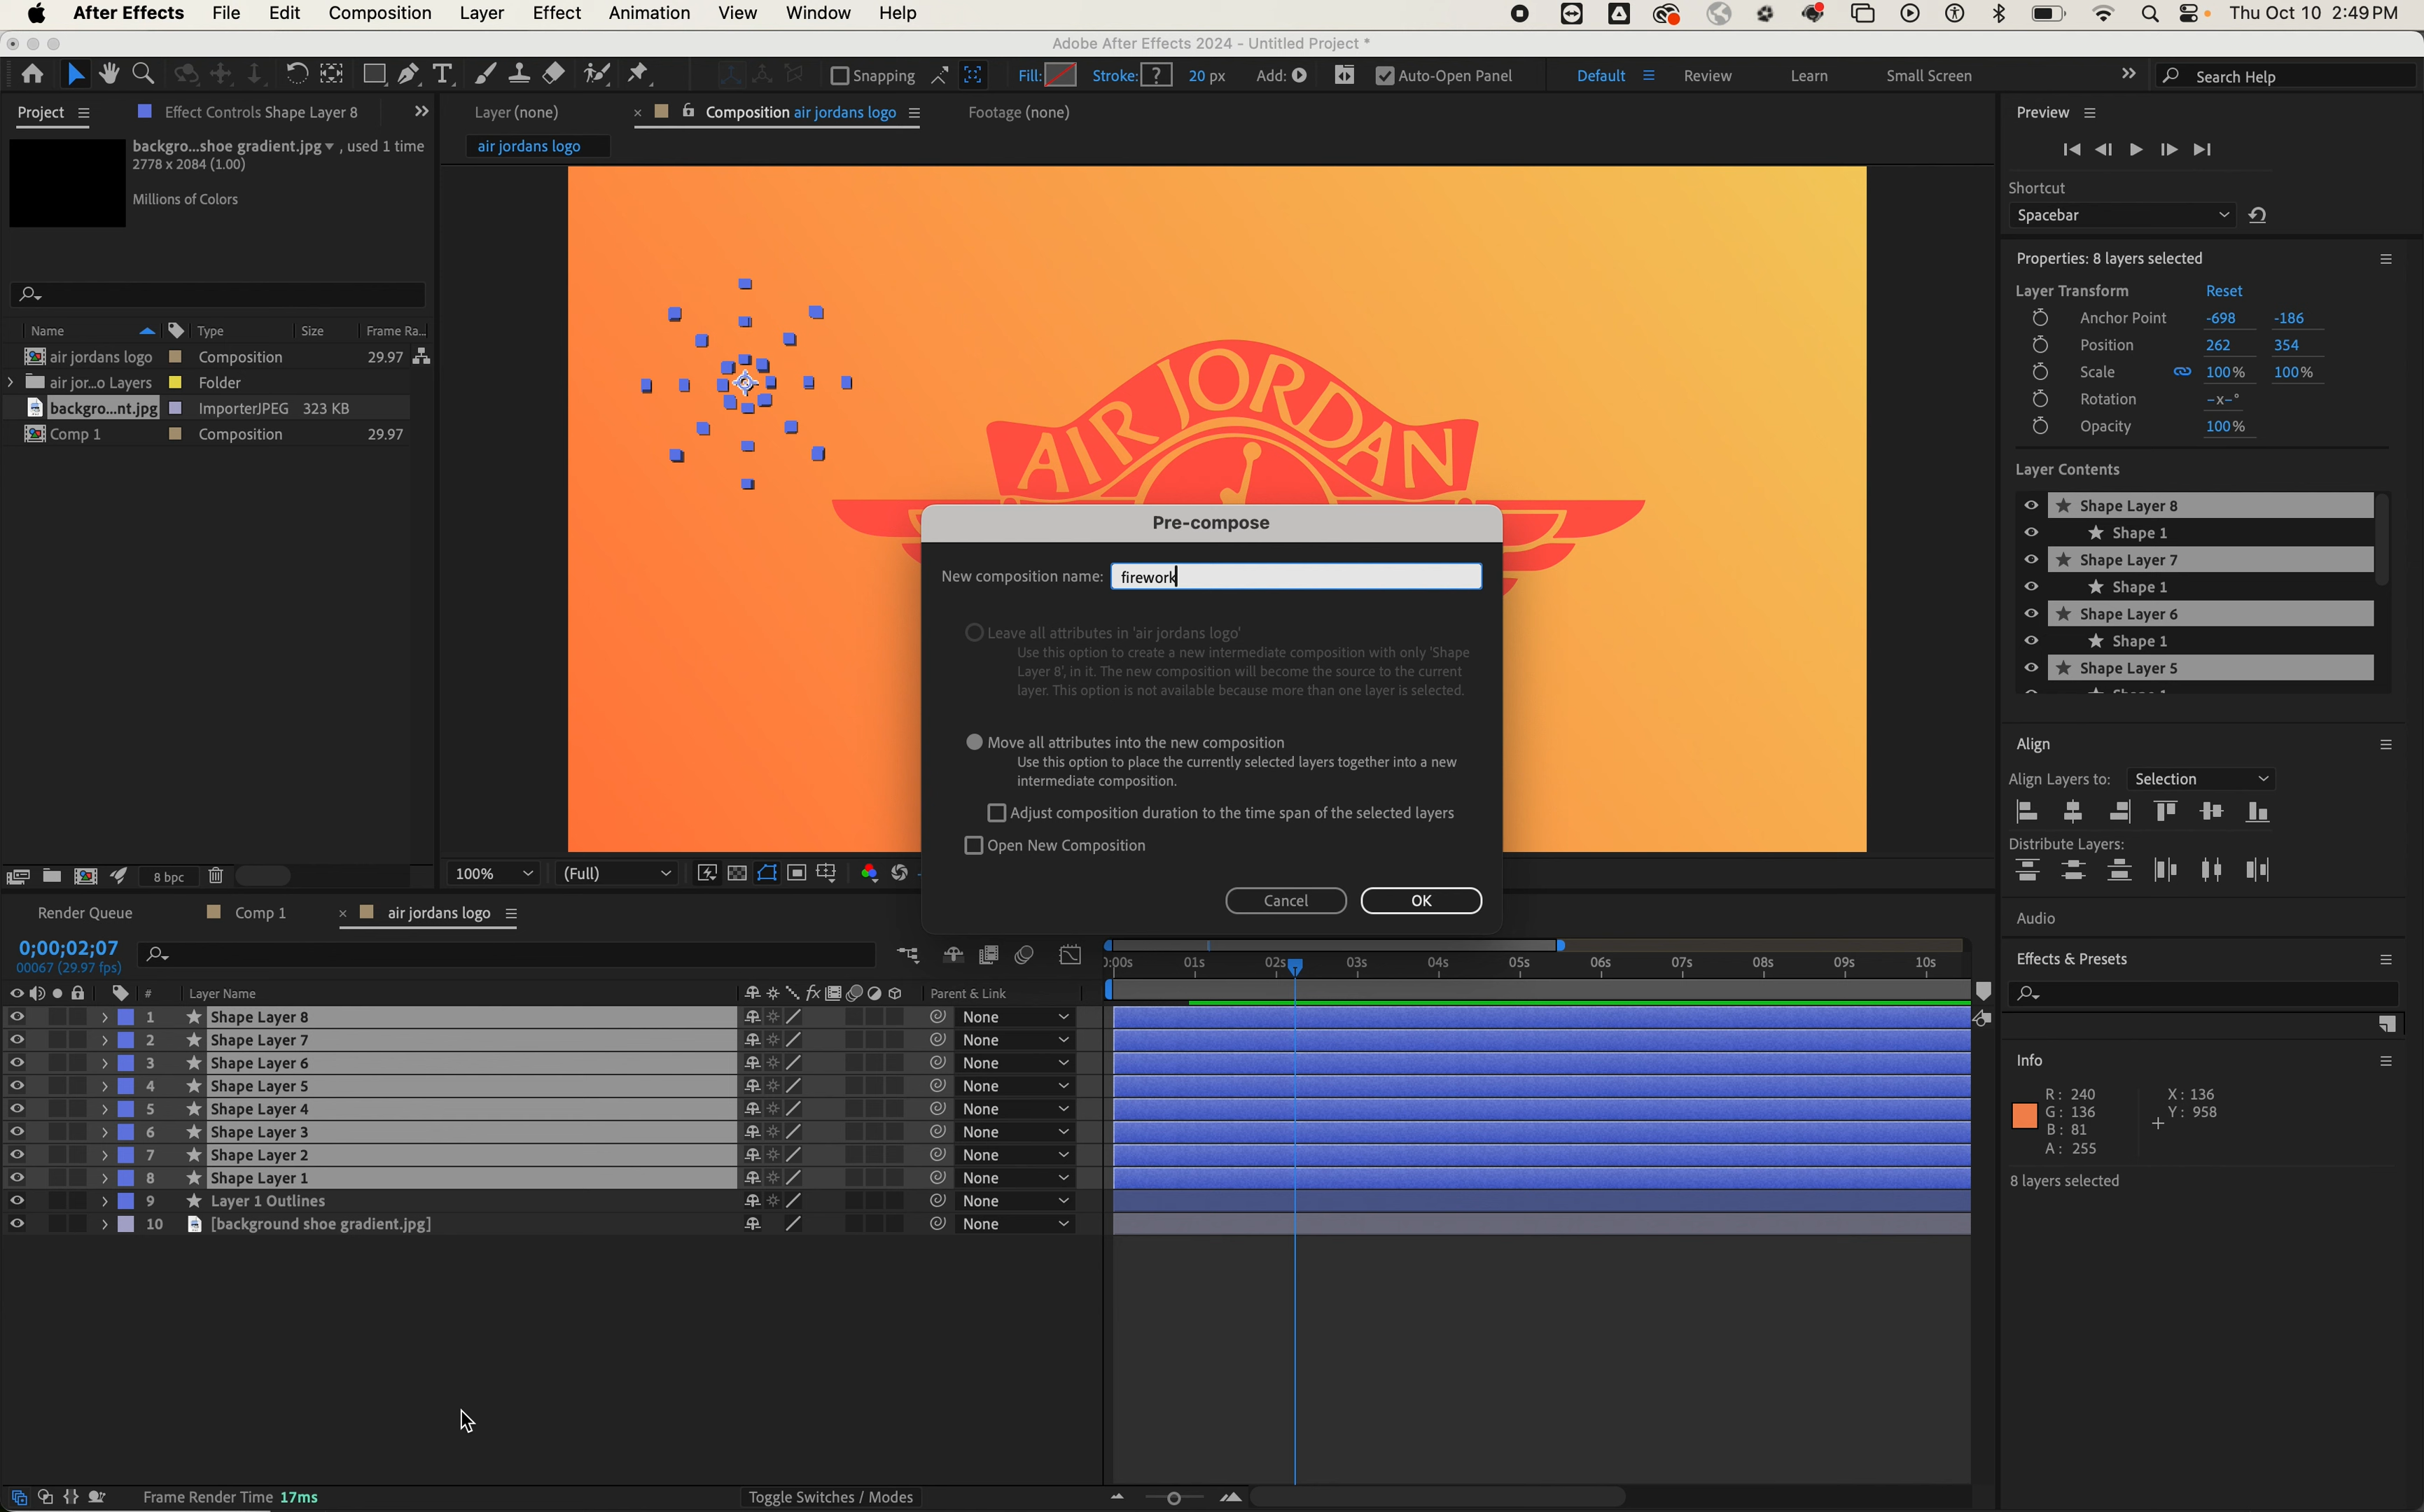 After Effects File Edit Composition Layer Effect Animation View Window Help Thu Oct 10 2:49 PM
Adobe After Effects 2024 - Untitled Project *
Snapping Fill: Stroke: ? 20 px Add: Auto-Open Panel Default Review Learn Small Screen Search Help
Project Effect Controls Shape Layer 8
backgro...shoe gradient.jpg , used 1 time
2778 x 2084 (1.00)
Millions of Colors
Name Type Size Frame Ra...
air jordans logo Composition 29.97
air jor...o Layers Folder
backgro...nt.jpg ImporterJPEG 323 KB
Comp 1 Composition 29.97
8 bpc
Layer (none) × Composition air jordans logo Footage (none)
air jordans logo
AIR JORDAN
Pre-compose
New composition name: firework
Leave all attributes in 'air jordans logo'
Use this option to create a new intermediate composition with only 'Shape
Layer 8', in it. The new composition will become the source to the current
layer. This option is not available because more than one layer is selected.
Move all attributes into the new composition
Use this option to place the currently selected layers together into a new
intermediate composition.
Adjust composition duration to the time span of the selected layers
Open New Composition
Cancel OK
100% (Full)
Preview
Shortcut
Spacebar
Properties: 8 layers selected
Layer Transform Reset
Anchor Point -698 -186
Position 262 354
Scale 100% 100%
Rotation -x-°
Opacity 100%
Layer Contents
Shape Layer 8
Shape 1
Shape Layer 7
Shape 1
Shape Layer 6
Shape 1
Shape Layer 5
Align
Align Layers to: Selection
Distribute Layers:
Audio
Effects & Presets
Info
R: 240 X: 136
G: 136 Y: 958
B: 81
A: 255
8 layers selected
Render Queue Comp 1 × air jordans logo
0;00;02;07
00067 (29.97 fps)
:00s 01s 02s 03s 04s 05s 06s 07s 08s 09s 10s
# Layer Name fx Parent & Link
1 Shape Layer 8 None
2 Shape Layer 7 None
3 Shape Layer 6 None
4 Shape Layer 5 None
5 Shape Layer 4 None
6 Shape Layer 3 None
7 Shape Layer 2 None
8 Shape Layer 1 None
9 Layer 1 Outlines None
10 [background shoe gradient.jpg] None
Frame Render Time 17ms Toggle Switches / Modes